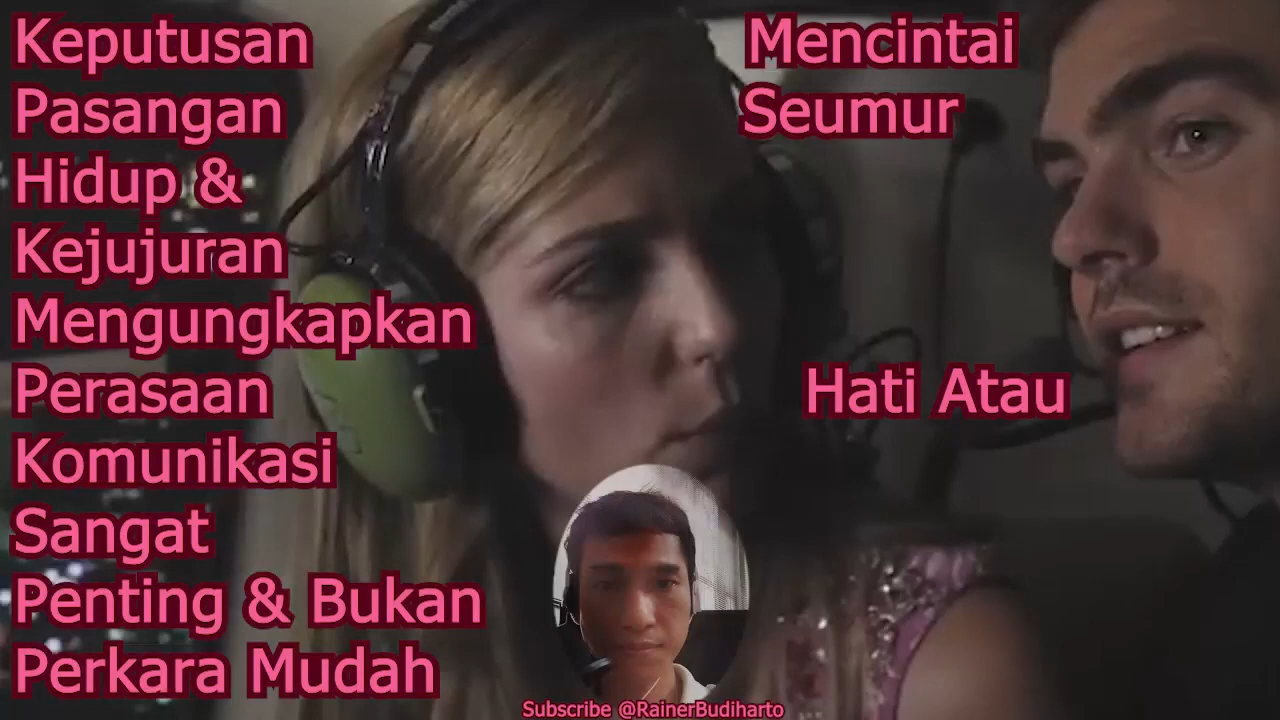 Keputusan
Pasangan
Hidup &
Kejujuran
Mengungkapkan
Perasaan
Komunikasi
Sangat
Penting & Bukan
Perkara Mudah
Mencintai
Seumur
Hati Atau
Subscribe @RainerBudiharto